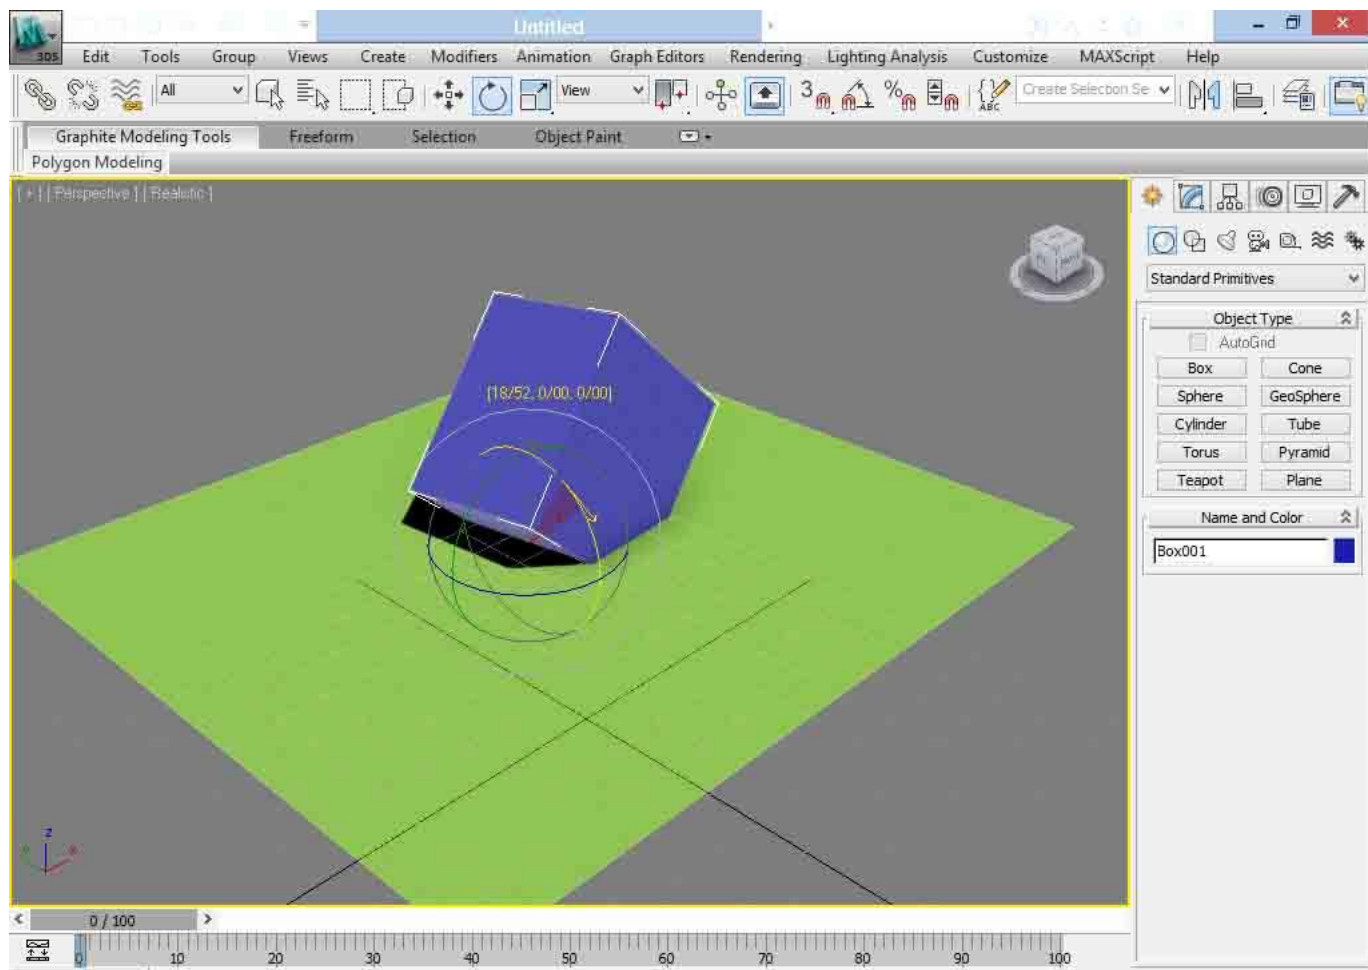 Untitled
3DS Edit Tools Group Views Create Modifiers Animation Graph Editors Rendering Lighting Analysis Customize MAXScript Help
All View 3 % ABC Create Selection Se
Graphite Modeling Tools Freeform Selection Object Paint
Polygon Modeling
[ + ] [ Perspective ] [ Realistic ]
Standard Primitives
Object Type
AutoGrid
Box Cone
Sphere GeoSphere
Cylinder Tube
Torus Pyramid
Teapot Plane
[18/52, 0/00, 0/00]
Name and Color
Box001
z
0 / 100
0 10 20 30 40 50 60 70 80 90 100